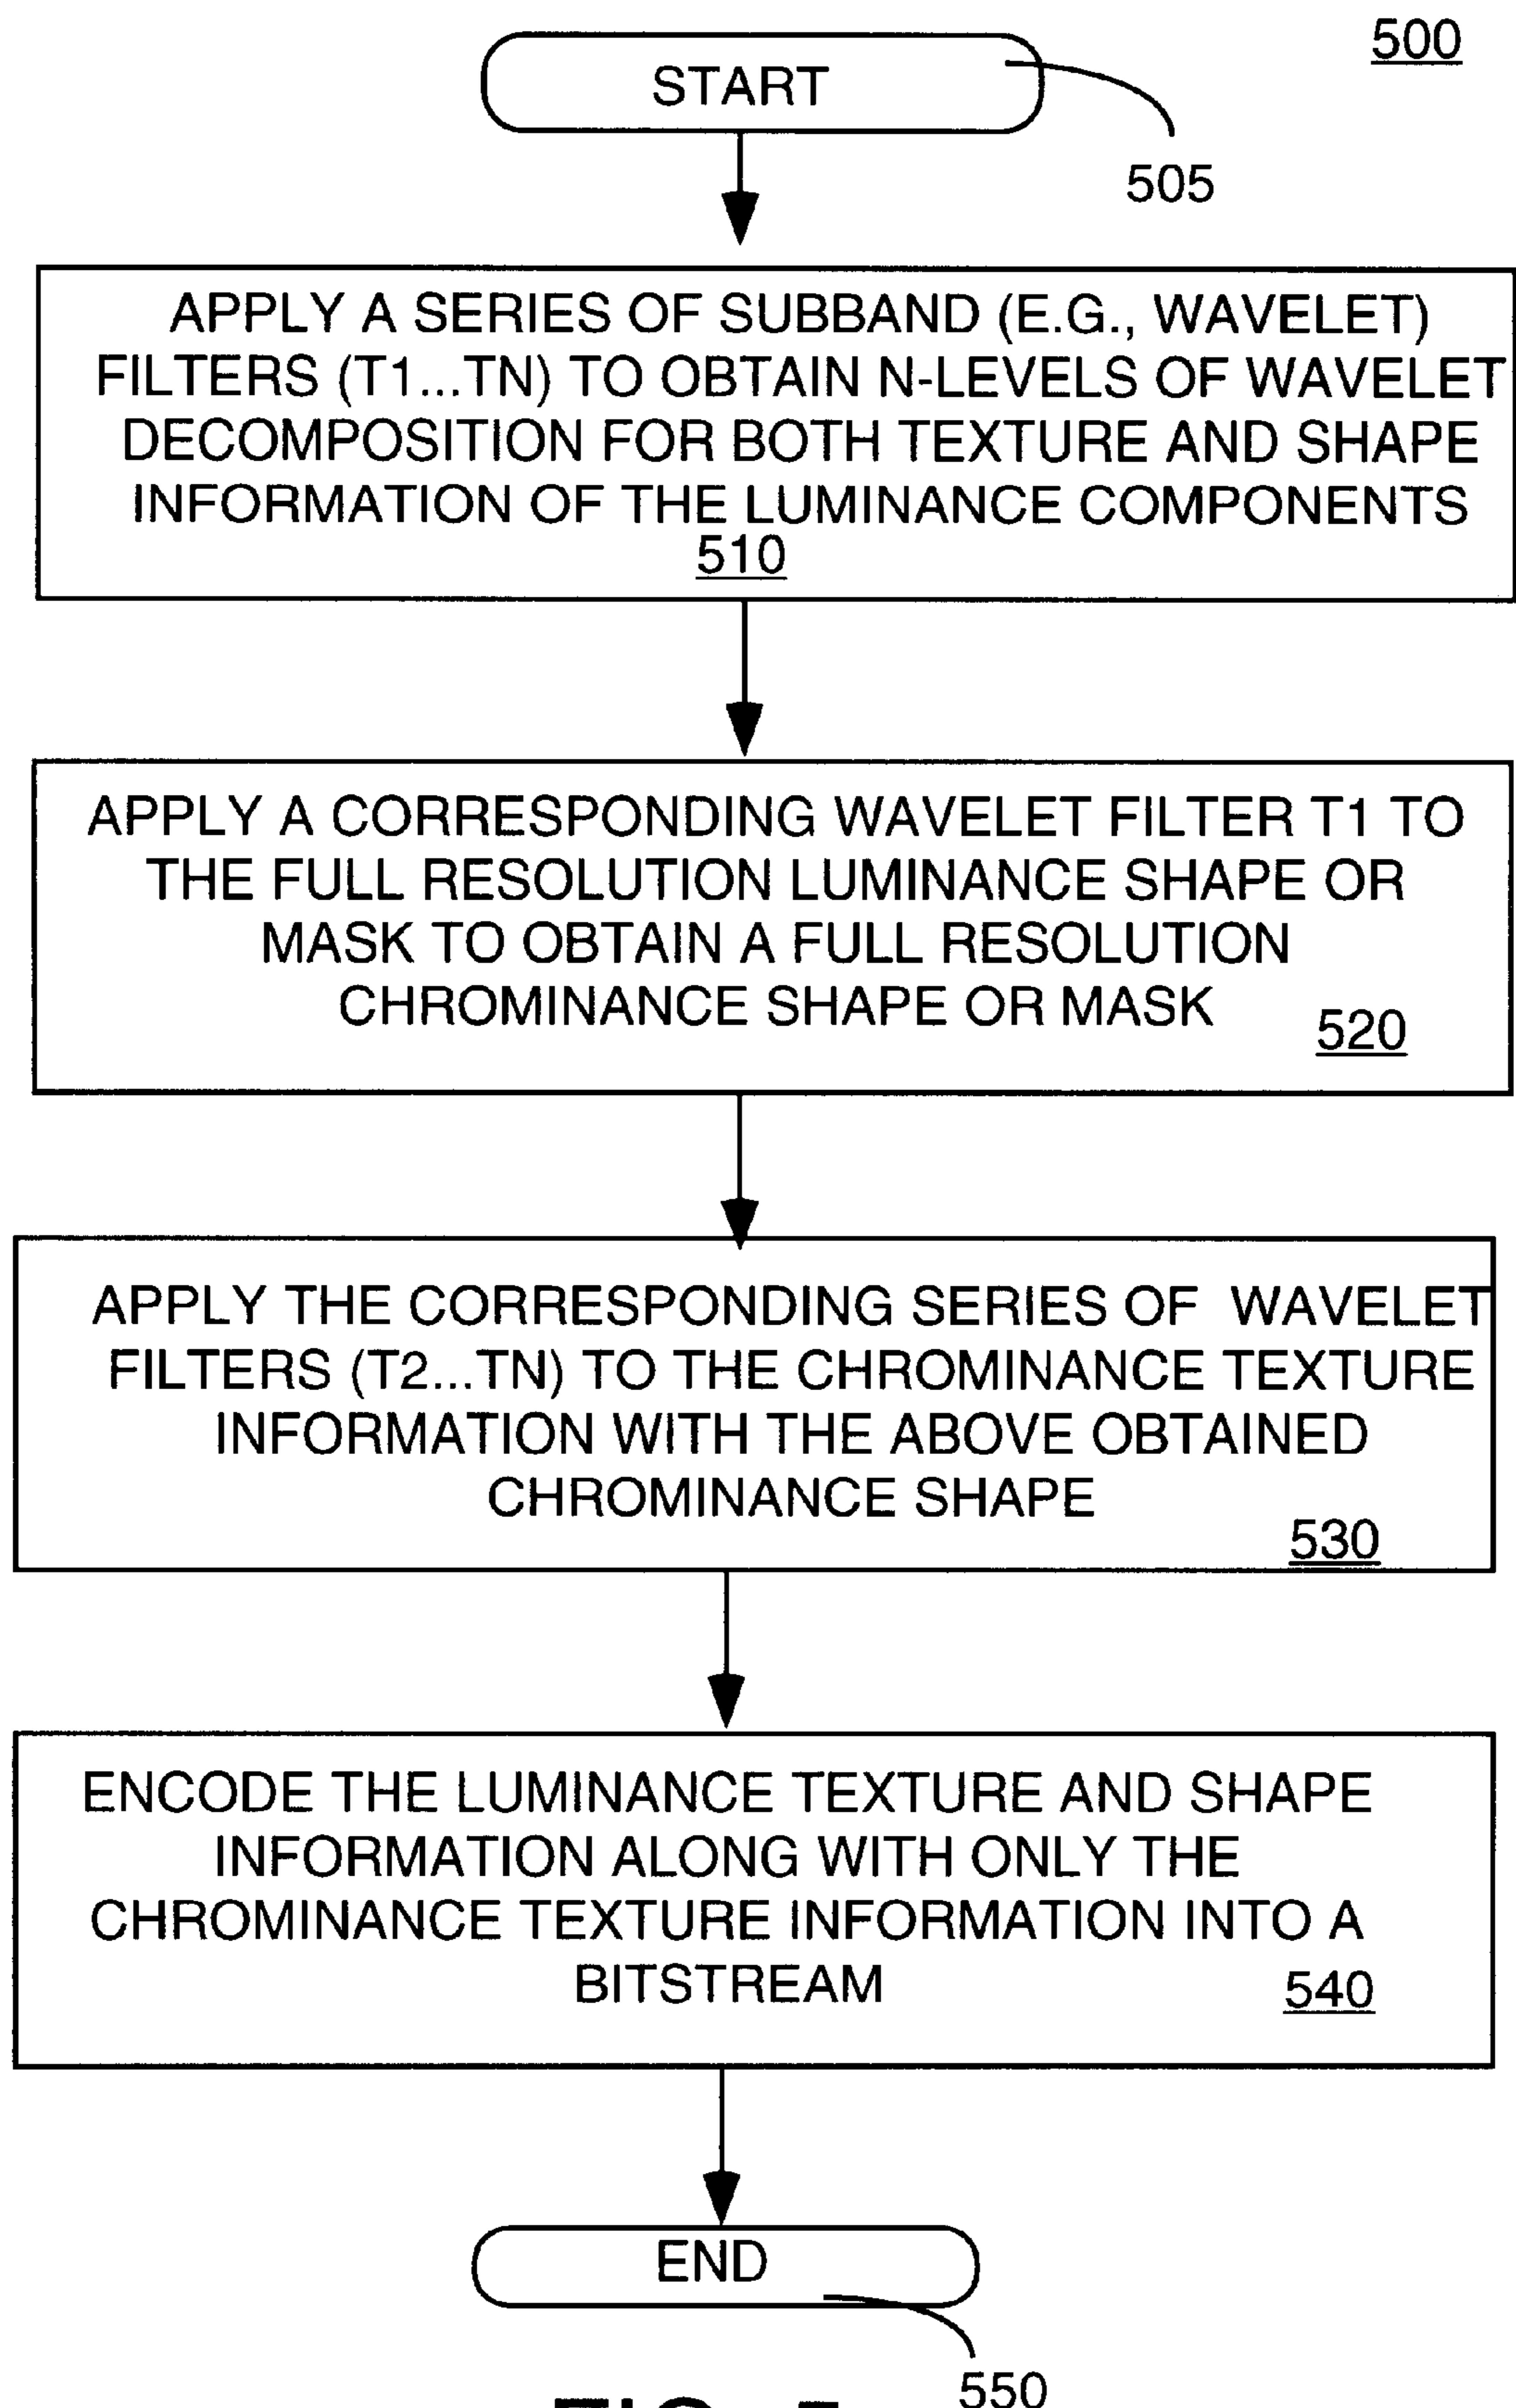 500
START
505
APPLY A SERIES OF SUBBAND (E.G., WAVELET)
FILTERS (T1...TN) TO OBTAIN N-LEVELS OF WAVELET
DECOMPOSITION FOR BOTH TEXTURE AND SHAPE
INFORMATION OF THE LUMINANCE COMPONENTS
510
APPLY A CORRESPONDING WAVELET FILTER T1 TO
THE FULL RESOLUTION LUMINANCE SHAPE OR
MASK TO OBTAIN A FULL RESOLUTION
CHROMINANCE SHAPE OR MASK
520
APPLY THE CORRESPONDING SERIES OF WAVELET
FILTERS (T2...TN) TO THE CHROMINANCE TEXTURE
INFORMATION WITH THE ABOVE OBTAINED
CHROMINANCE SHAPE
530
ENCODE THE LUMINANCE TEXTURE AND SHAPE
INFORMATION ALONG WITH ONLY THE
CHROMINANCE TEXTURE INFORMATION INTO A
BITSTREAM
540
END
550